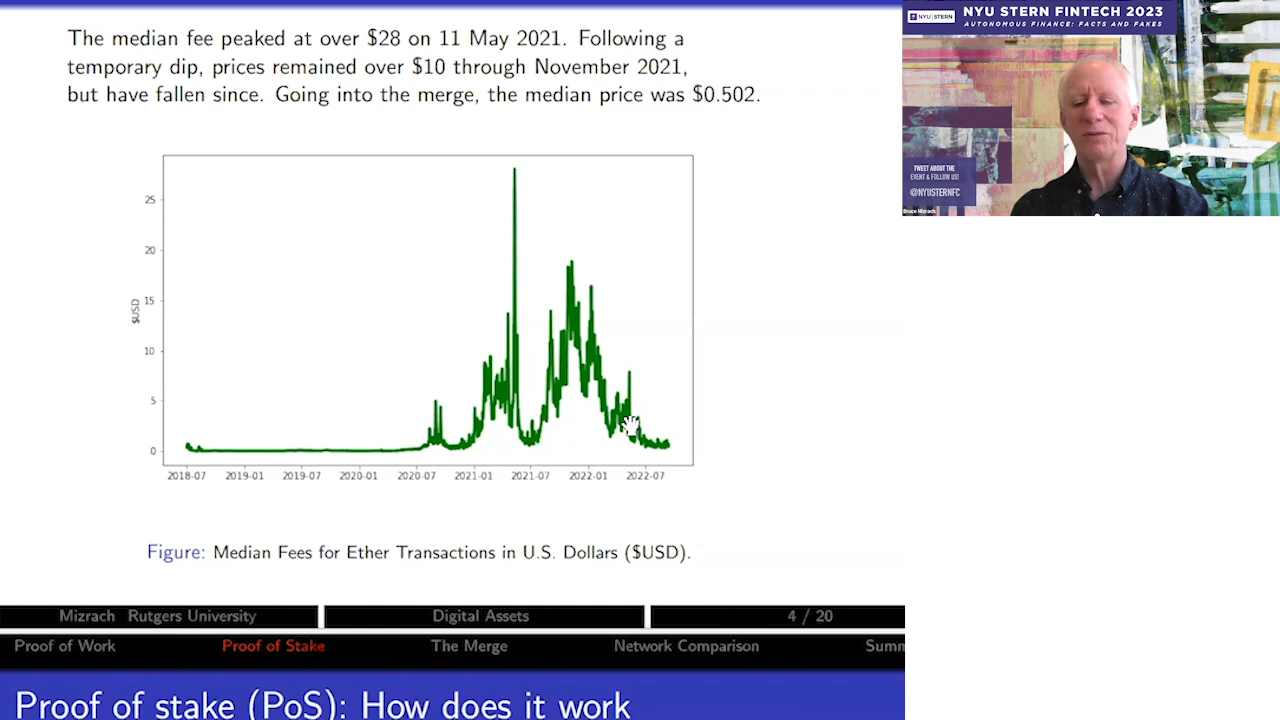 The median fee peaked at over $28 on 11 May 2021. Following a
temporary dip, prices remained over $10 through November 2021,
but have fallen since. Going into the merge, the median price was $0.502.
$USD
25
20
15
10
5
0
2018-07 2019-01 2019-07 2020-01 2020-07 2021-01 2021-07 2022-01 2022-07
Figure: Median Fees for Ether Transactions in U.S. Dollars ($USD).
Mizrach Rutgers University Digital Assets 4 / 20
Proof of Work Proof of Stake The Merge Network Comparison Summ
Proof of stake (PoS): How does it work
NYU STERN
NYU STERN FINTECH 2023
AUTONOMOUS FINANCE: FACTS AND FAKES
TWEET ABOUT THE
EVENT & FOLLOW US!
@NYUSTERNFC
Bruce Mizrach